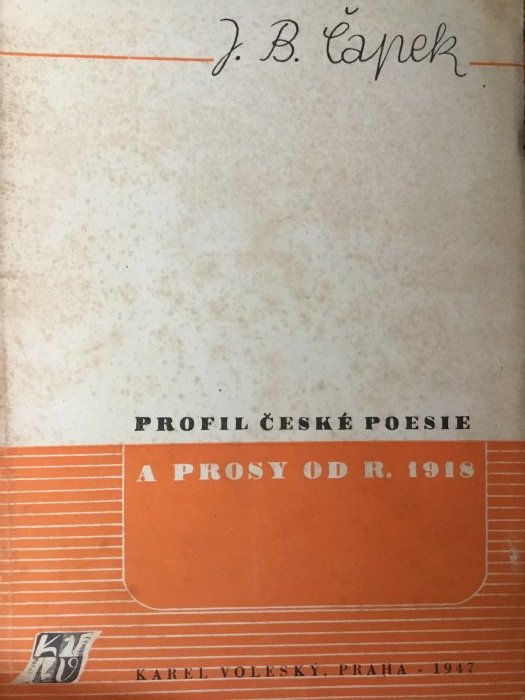 J. B. Čapek
PROFIL ČESKÉ POESIE
A PROSY OD R. 1918
KAREL VOLESKÝ, PRAHA - 1947